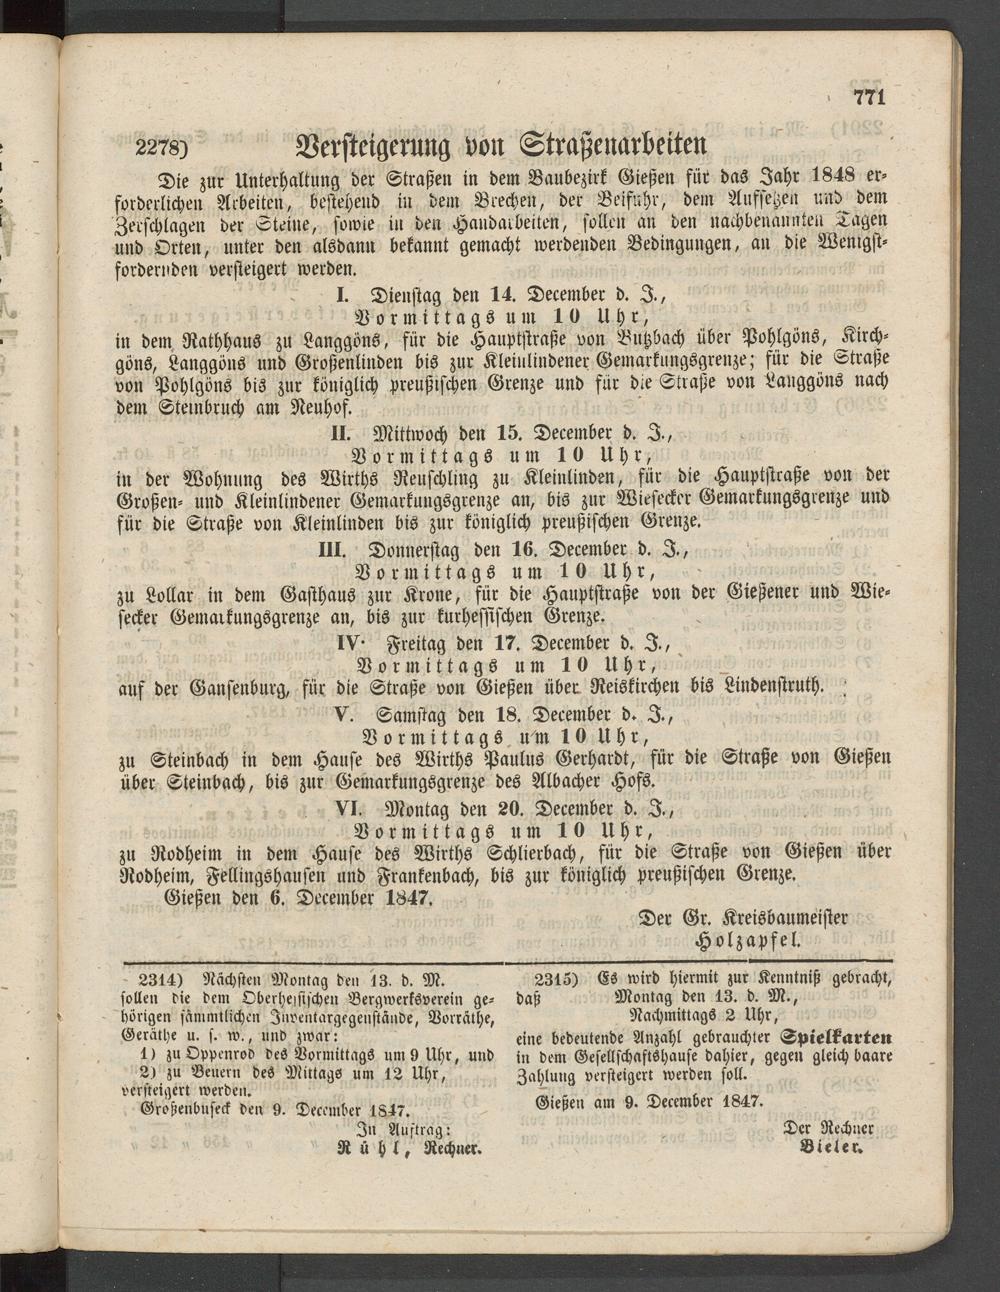 771
2278) Versteigerung von Straßenarbeiten
Die zur Unterhaltung der Straßen in dem Baubezirk Gießen für das Jahr 1848 er-
forderlichen Arbeiten, bestehend in dem Brechen, der Beifuhr, dem Aufsetzen und dem
Zerschlagen der Steine, sowie in den Handarbeiten, sollen an den nachbenannten Tagen
und Orten, unter den alsdann bekannt gemacht werdenden Bedingungen, an die Wenigst-
fordernden versteigert werden.
I. Dienstag den 14. December d. J.,
Vormittags um 10 Uhr,
in dem Rathhaus zu Langgöns, für die Hauptstraße von Butzbach über Pohlgöns, Kirch-
göns, Langgöns und Großenlinden bis zur Kleinlindener Gemarkungsgrenze; für die Straße
von Pohlgöns bis zur königlich preußischen Grenze und für die Straße von Langgöns nach
dem Steinbruch am Neuhof.
II. Mittwoch den 15. December d. J.,
Vormittags um 10 Uhr,
in der Wohnung des Wirths Reuschling zu Kleinlinden, für die Hauptstraße von der
Großen- und Kleinlindener Gemarkungsgrenze an, bis zur Wiesecker Gemarkungsgrenze und
für die Straße von Kleinlinden bis zur königlich preußischen Grenze.
III. Donnerstag den 16. December d. J.,
Vormittags um 10 Uhr,
zu Lollar in dem Gasthaus zur Krone, für die Hauptstraße von der Gießener und Wie-
secker Gemarkungsgrenze an, bis zur kurhessischen Grenze.
IV. Freitag den 17. December d. J.,
Vormittags um 10 Uhr,
auf der Gansenburg, für die Straße von Gießen über Reiskirchen bis Lindenstruth.
V. Samstag den 18. December d. J.,
Vormittags um 10 Uhr,
zu Steinbach in dem Hause des Wirths Paulus Gerhardt, für die Straße von Gießen
über Steinbach, bis zur Gemarkungsgrenze des Albacher Hofs.
VI. Montag den 20. December d. J.,
Vormittags um 10 Uhr,
zu Rodheim in dem Hause des Wirths Schlierbach, für die Straße von Gießen über
Rodheim, Fellingshausen und Frankenbach, bis zur königlich preußischen Grenze.
Gießen den 6. December 1847.
Der Gr. Kreisbaumeister
Holzapfel.
2314) Nächsten Montag den 13. d. M.
sollen die dem Oberhessischen Bergwerksverein ge-
hörigen sämmtlichen Inventargegenstände, Vorräthe,
Geräthe u. s. w., und zwar:
1) zu Oppenrod des Vormittags um 9 Uhr, und
2) zu Beuern des Mittags um 12 Uhr,
versteigert werden.
Großenbuseck den 9. December 1847.
In Auftrag:
Rühl, Rechner.
2315) Es wird hiermit zur Kenntniß gebracht,
daß Montag den 13. d. M.,
Nachmittags 2 Uhr,
eine bedeutende Anzahl gebrauchter Spielkarten
in dem Gesellschaftshause dahier, gegen gleich baare
Zahlung versteigert werden soll.
Gießen am 9. December 1847.
Der Rechner
Bieler.